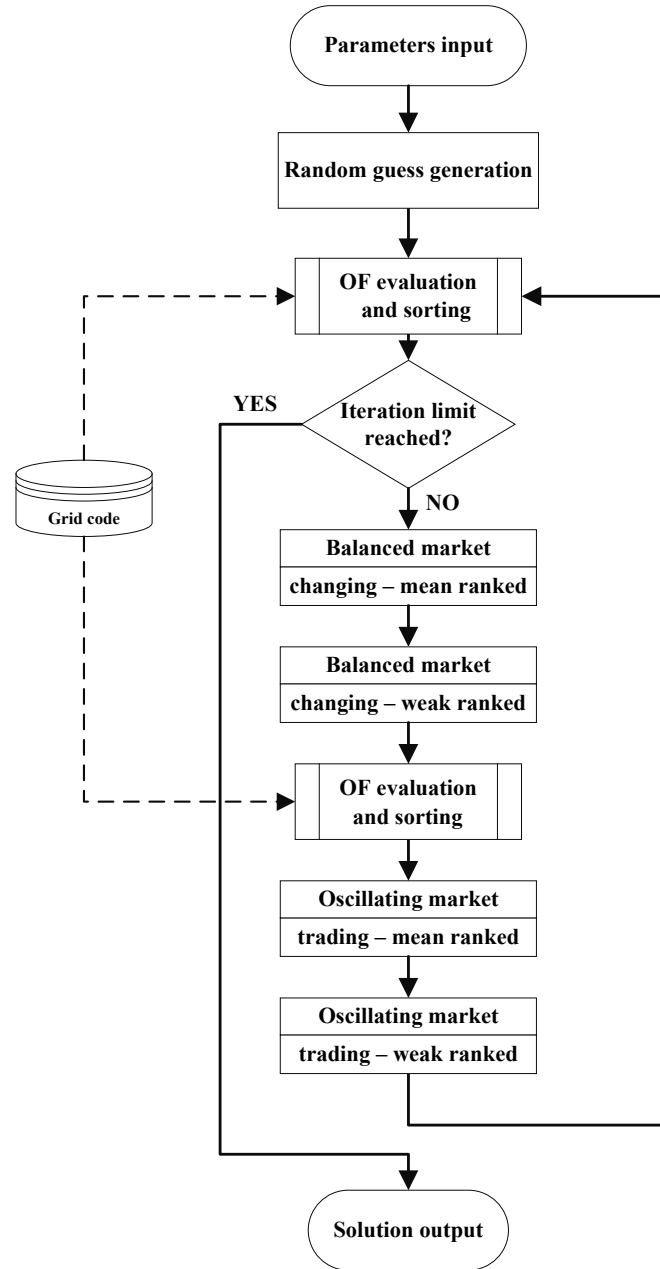 Parameters input
Random guess generation
OF evaluation
and sorting
YES
Iteration limit
reached?
Grid code
NO
Balanced market
changing – mean ranked
Balanced market
changing – weak ranked
OF evaluation
and sorting
Oscillating market
trading – mean ranked
Oscillating market
trading – weak ranked
Solution output